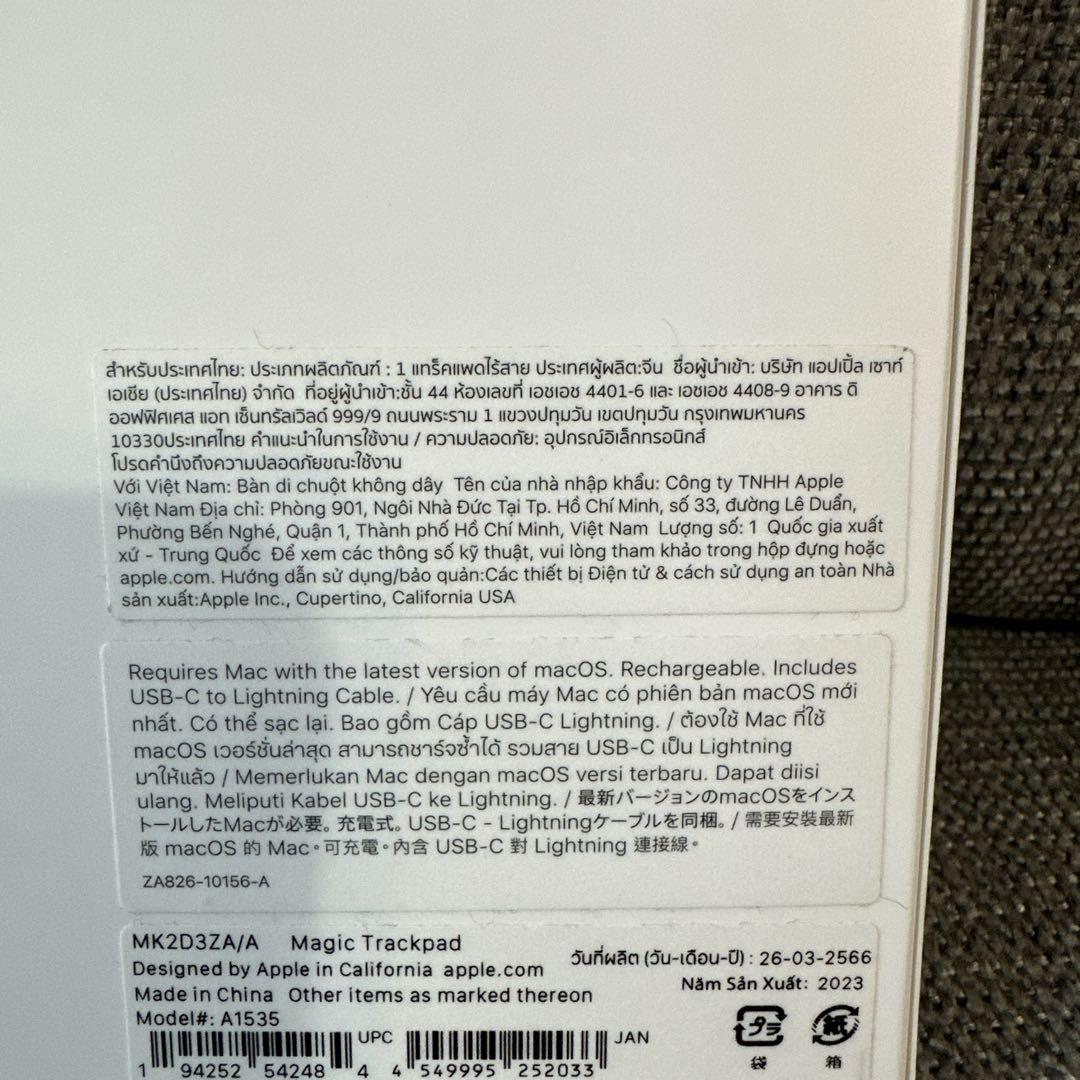 สำหรับประเทศไทย: ประเภทผลิตภัณฑ์ : 1 แทร็คแพดไร้สาย ประเทศผู้ผลิต:จีน ชื่อผู้นำเข้า: บริษัท แอปเปิ้ล เซาท์
เอเชีย (ประเทศไทย) จำกัด ที่อยู่ผู้นำเข้า:ชั้น 44 ห้องเลขที่ เอชเอช 4401-6 และ เอชเอช 4408-9 อาคาร ดิ
ออฟฟิศเศส แอท เซ็นทรัลเวิลด์ 999/9 ถนนพระราม 1 แขวงปทุมวัน เขตปทุมวัน กรุงเทพมหานคร
10330ประเทศไทย คำแนะนำในการใช้งาน / ความปลอดภัย: อุปกรณ์อิเล็กทรอนิกส์
โปรดคำนึงถึงความปลอดภัยขณะใช้งาน
Với Việt Nam: Bàn di chuột không dây Tên của nhà nhập khẩu: Công ty TNHH Apple
Việt Nam Địa chỉ: Phòng 901, Ngôi Nhà Đức Tại Tp. Hồ Chí Minh, số 33, đường Lê Duẩn,
Phường Bến Nghé, Quận 1, Thành phố Hồ Chí Minh, Việt Nam Lượng số: 1 Quốc gia xuất
xứ - Trung Quốc Để xem các thông số kỹ thuật, vui lòng tham khảo trong hộp đựng hoặc
apple.com. Hướng dẫn sử dụng/bảo quản:Các thiết bị Điện tử & cách sử dụng an toàn Nhà
sản xuất:Apple Inc., Cupertino, California USA
Requires Mac with the latest version of macOS. Rechargeable. Includes
USB-C to Lightning Cable. / Yêu cầu máy Mac có phiên bản macOS mới
nhất. Có thể sạc lại. Bao gồm Cáp USB-C Lightning. / ต้องใช้ Mac ที่ใช้
macOS เวอร์ชั่นล่าสุด สามารถชาร์จซ้ำได้ รวมสาย USB-C เป็น Lightning
มาให้แล้ว / Memerlukan Mac dengan macOS versi terbaru. Dapat diisi
ulang. Meliputi Kabel USB-C ke Lightning. / 最新バージョンのmacOSをインス
トールしたMacが必要。充電式。USB-C - Lightningケーブルを同梱。/ 需要安裝最新
版 macOS 的 Mac。可充電。內含 USB-C 對 Lightning 連接線。
ZA826-10156-A
MK2D3ZA/A Magic Trackpad
Designed by Apple in California apple.com
Made in China Other items as marked thereon
Model#: A1535
วันที่ผลิต (วัน-เดือน-ปี) : 26-03-2566
Năm Sản Xuất: 2023
UPC
JAN
1 94252 54248 4
4 549995 252033
プラ
紙
袋
箱